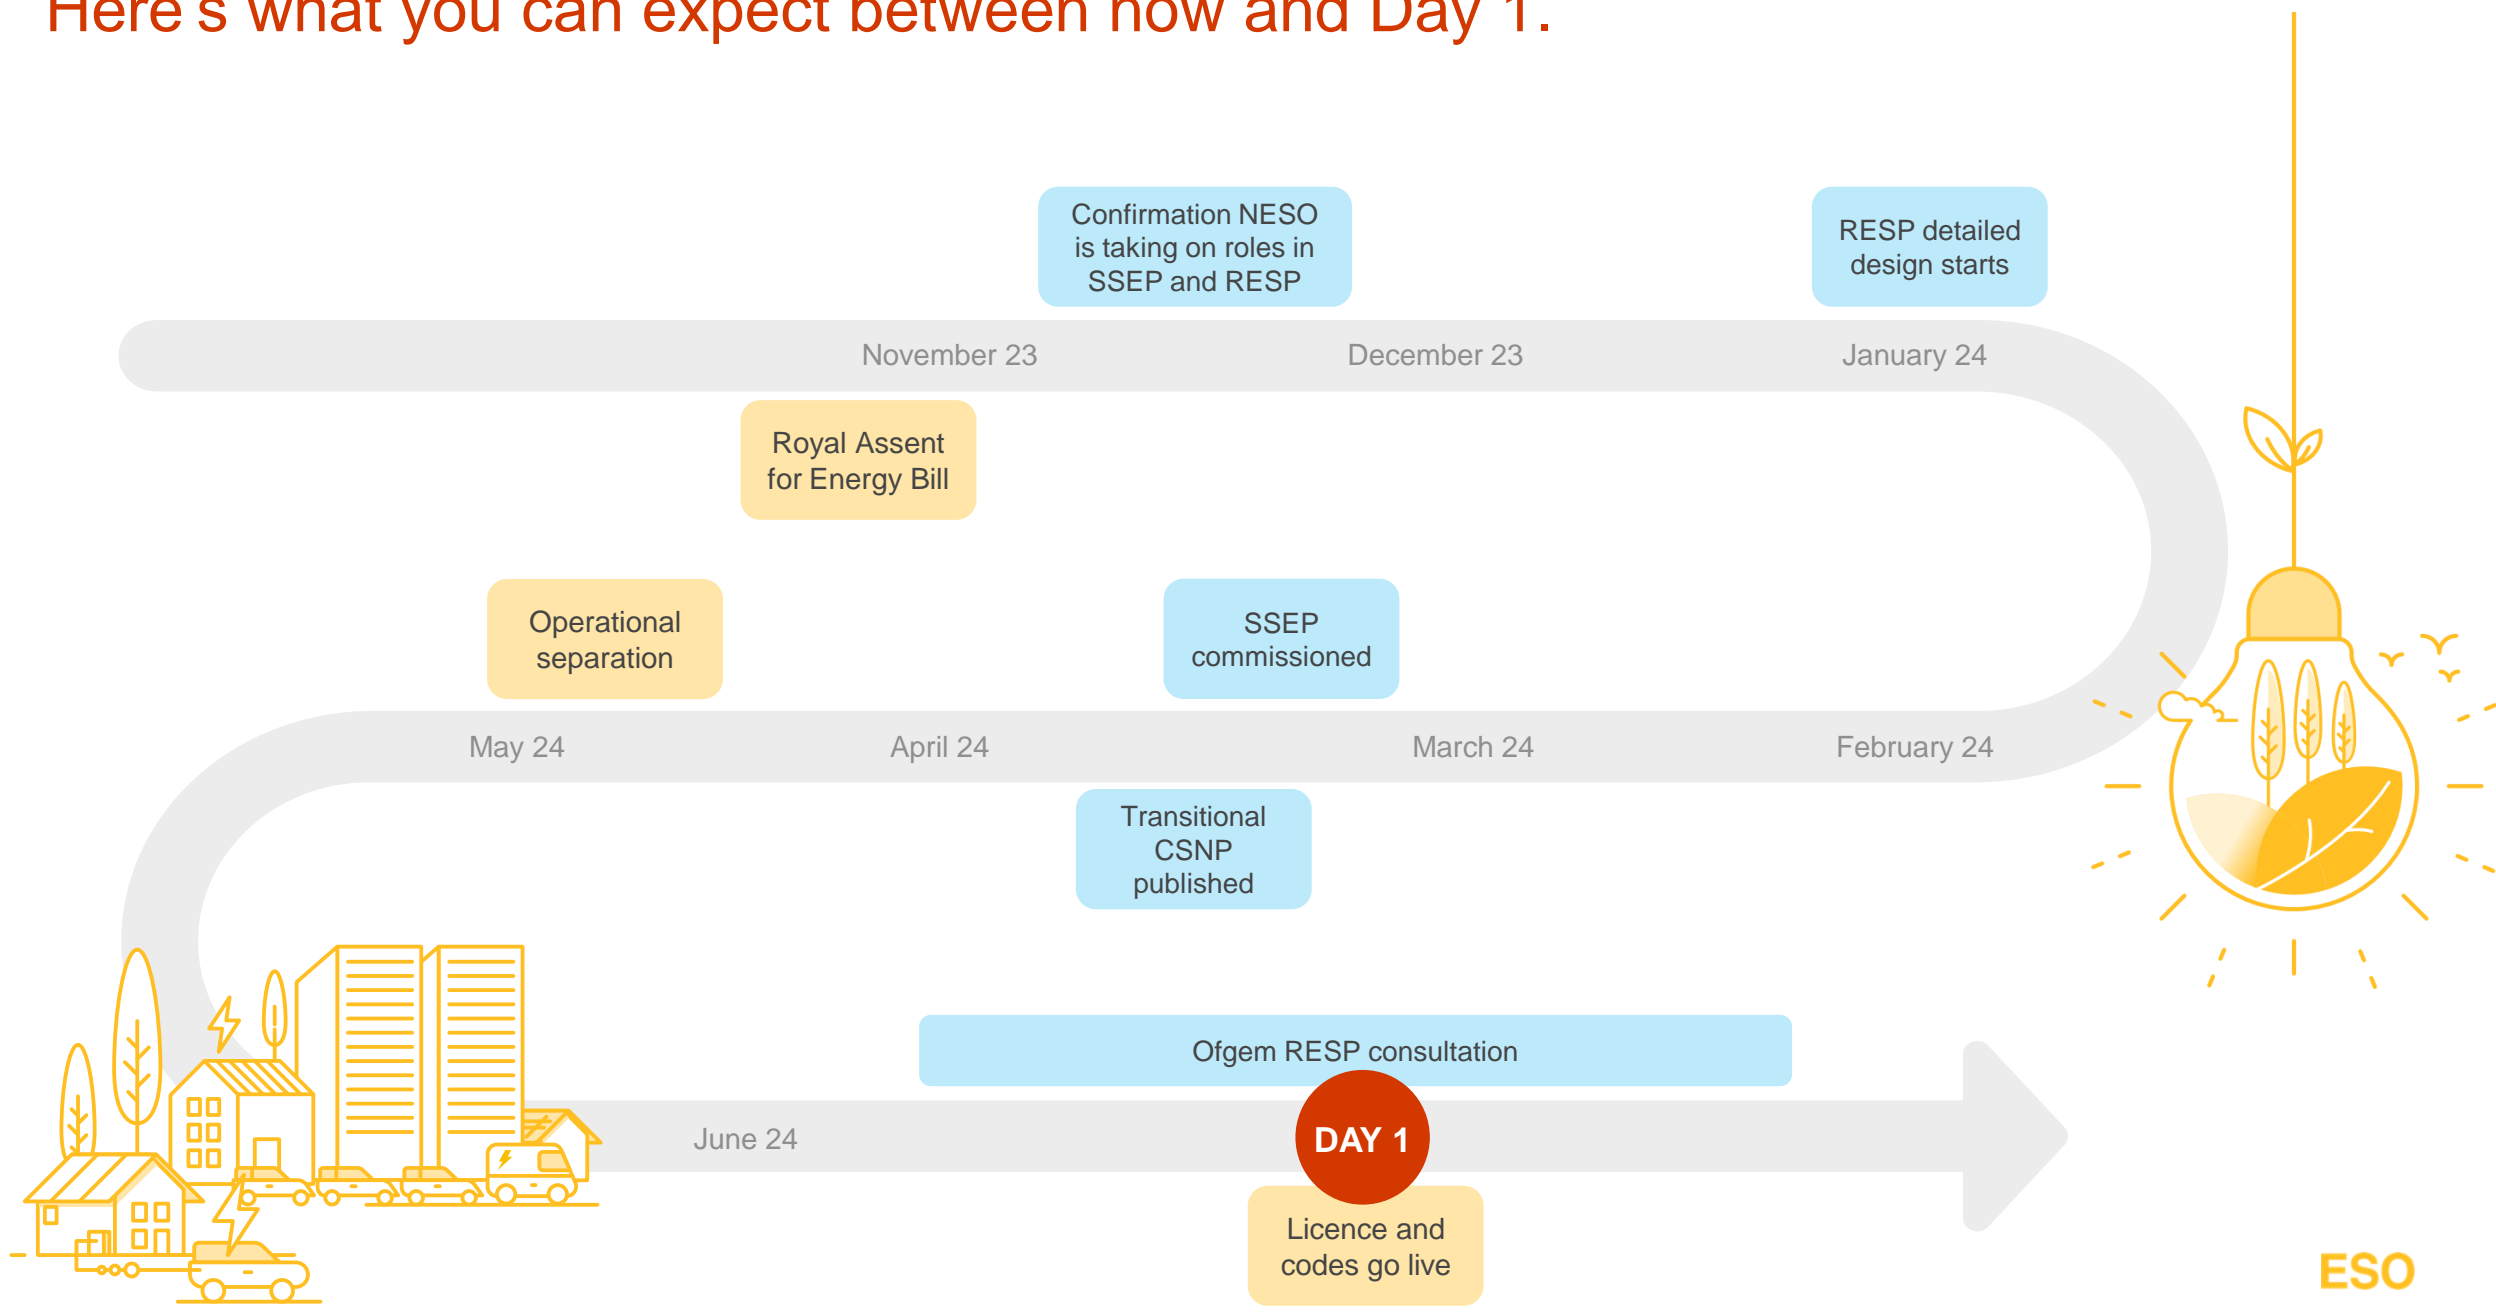 Here's what you can expect between now and Day 1.
Confirmation NESO
is taking on roles in
SSEP and RESP
RESP detailed
design starts
November 23
December 23
January 24
Royal Assent
for Energy Bill
Operational
separation
SSEP
commissioned
May 24
April 24
March 24
February 24
Transitional
CSNP
published
Ofgem RESP consultation
June 24
DAY 1
Licence and
codes go live
ESO